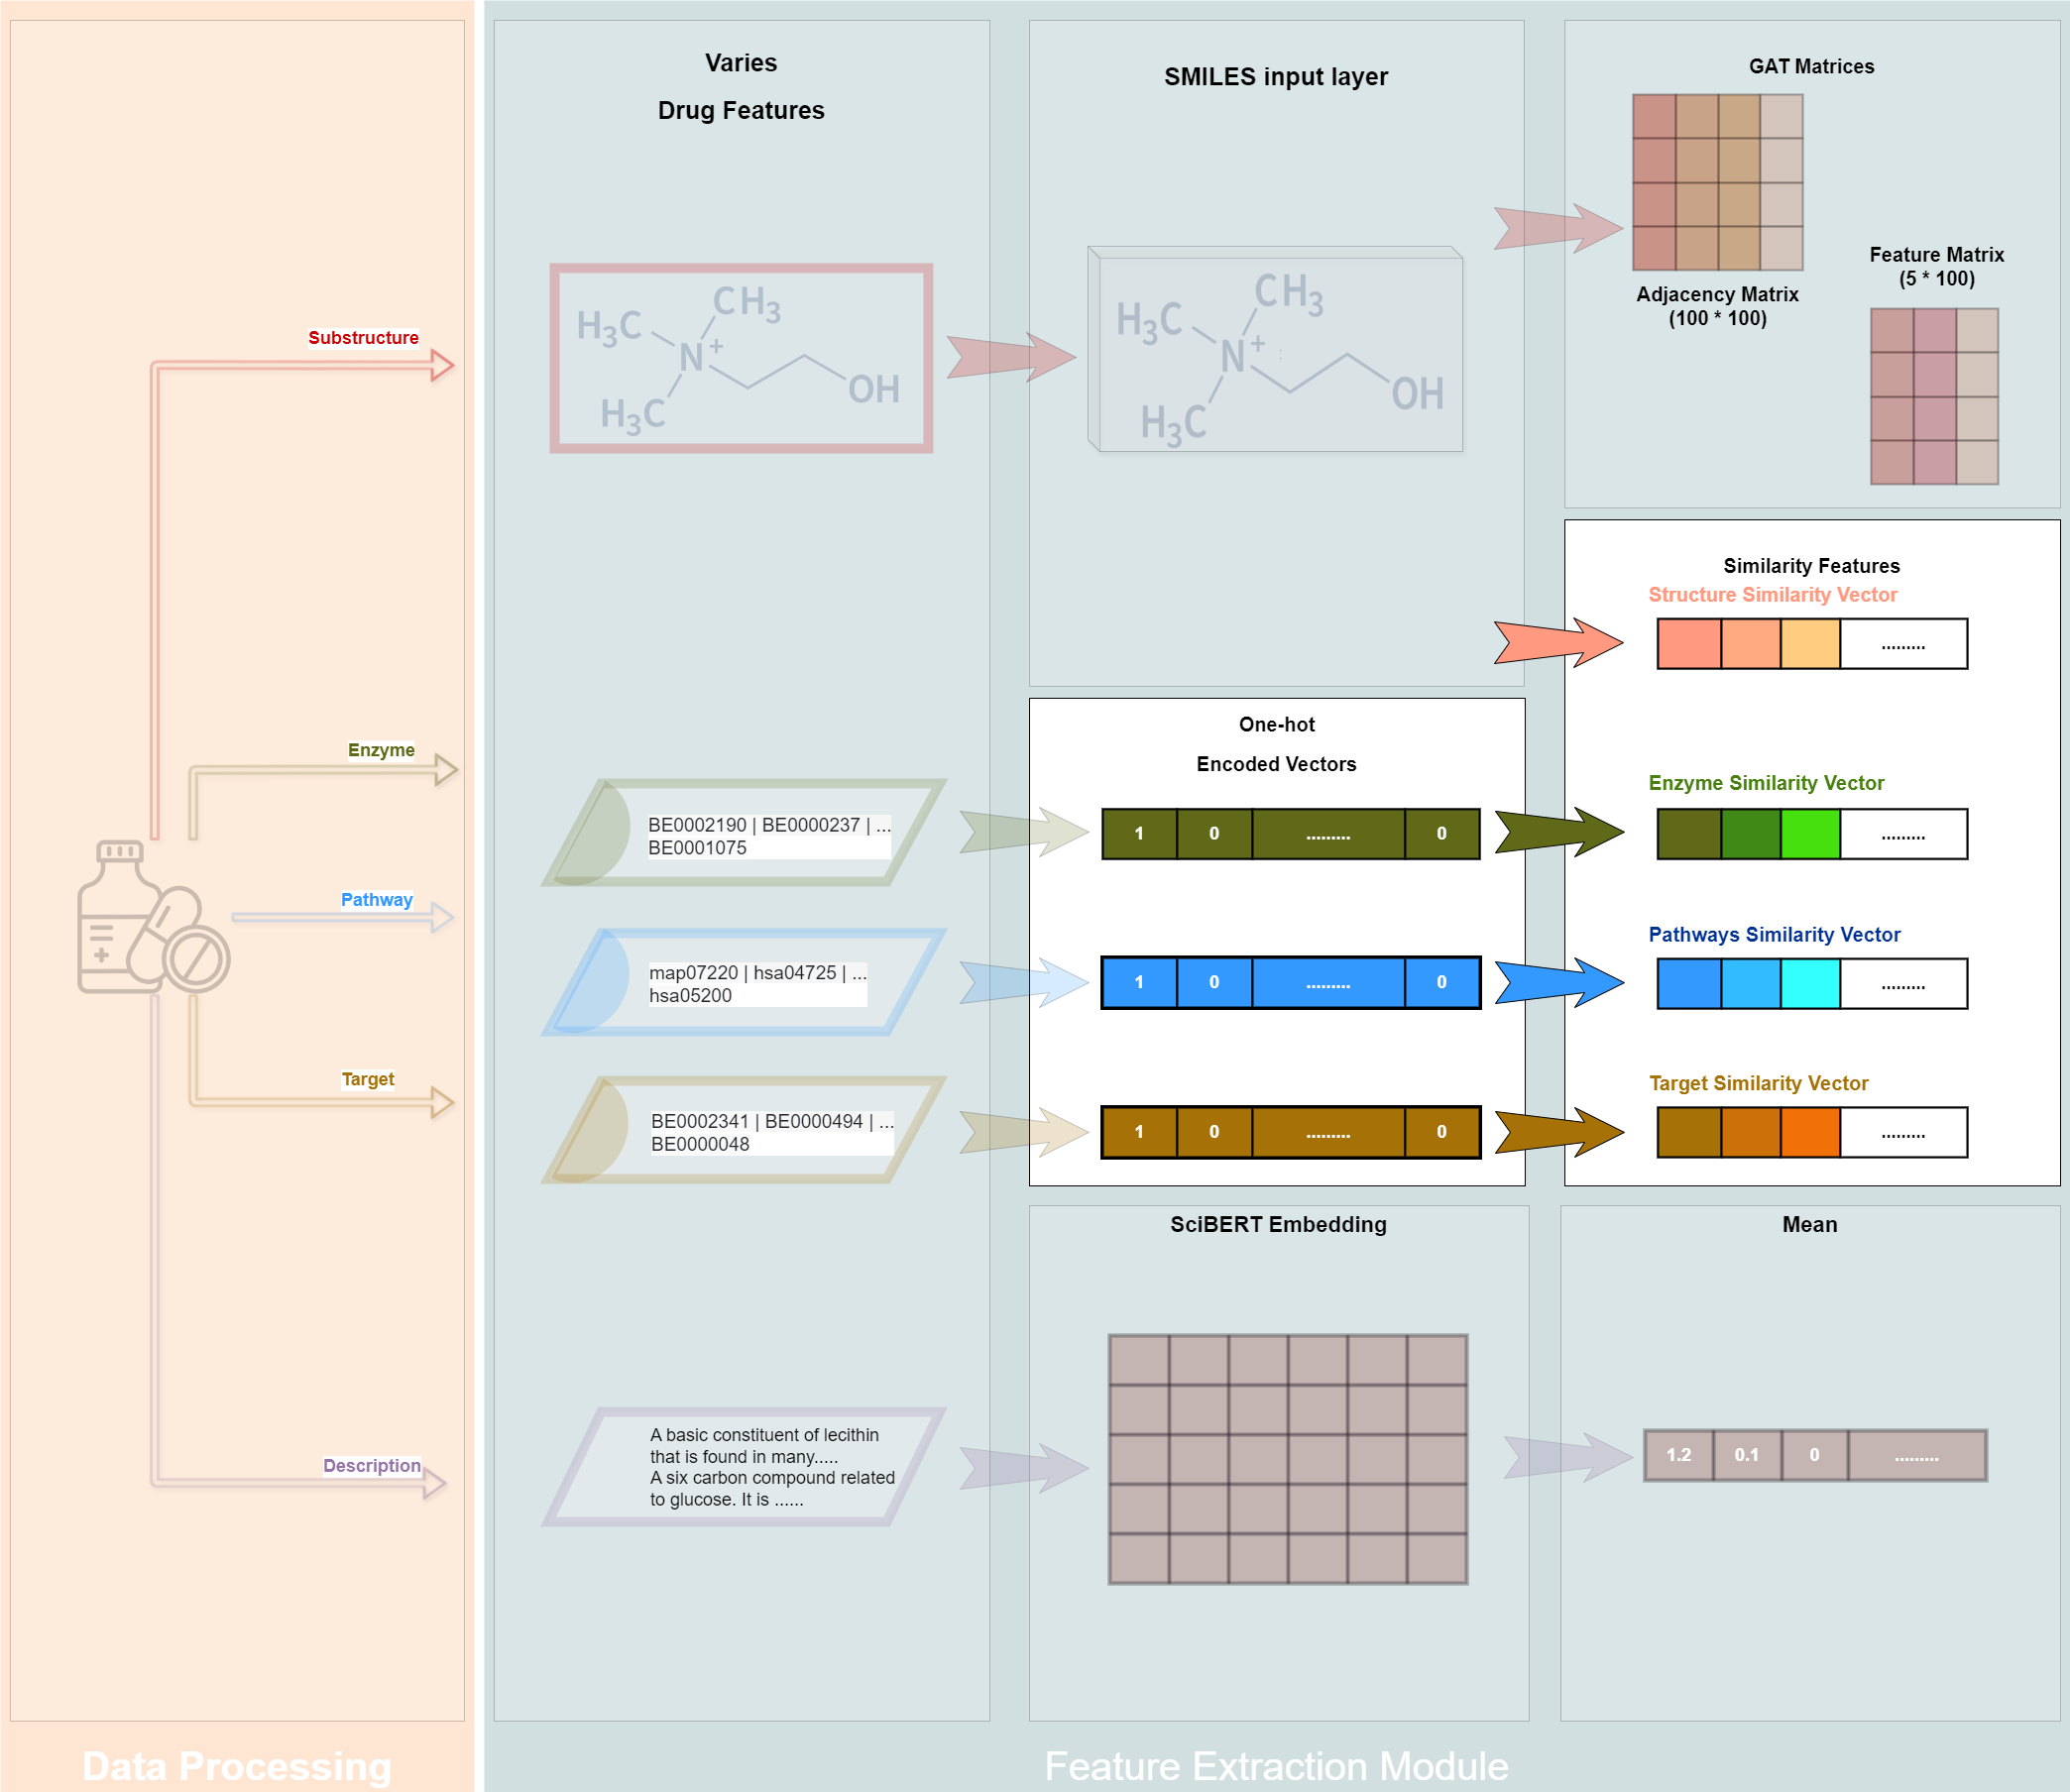 Substructure
Enzyme
Pathway
Target
Description
Data Processing
Varies
Drug Features
H3C
CH3
N+
H3C
OH
BE0002190 | BE0000237 | ...
BE0001075
map07220 | hsa04725 | ...
hsa05200
BE0002341 | BE0000494 | ...
BE0000048
A basic constituent of lecithin
that is found in many.....
A six carbon compound related
to glucose. It is ......
SMILES input layer
H3C
CH3
N+
:
H3C
OH
One-hot
Encoded Vectors
1 0 ......... 0
1 0 ......... 0
1 0 ......... 0
SciBERT Embedding
GAT Matrices
Adjacency Matrix
(100 * 100)
Feature Matrix
(5 * 100)
Similarity Features
Structure Similarity Vector
.........
Enzyme Similarity Vector
.........
Pathways Similarity Vector
.........
Target Similarity Vector
.........
Mean
1.2 0.1 0 .........
Feature Extraction Module